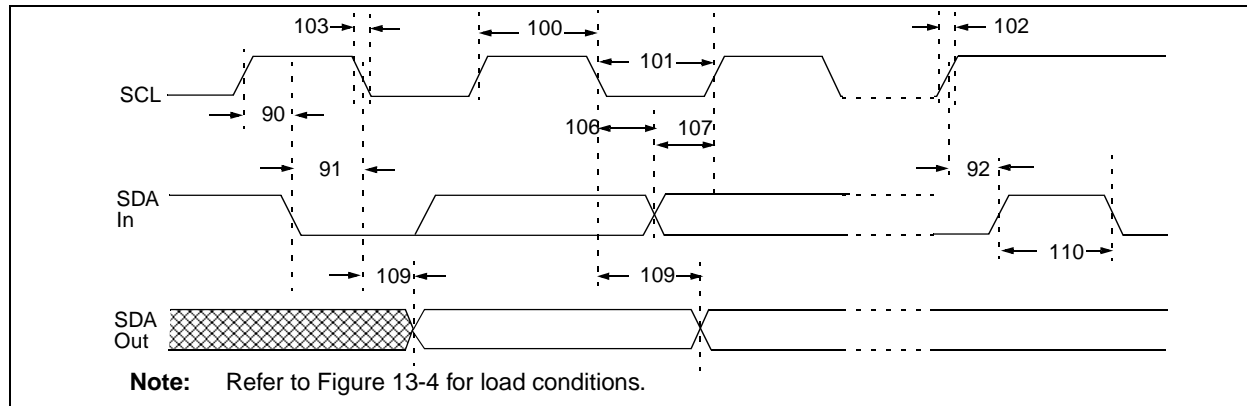 103
100
102
101
SCL
90
106
107
91
92
SDA
In
110
109
109
SDA
Out
Note: Refer to Figure 13-4 for load conditions.